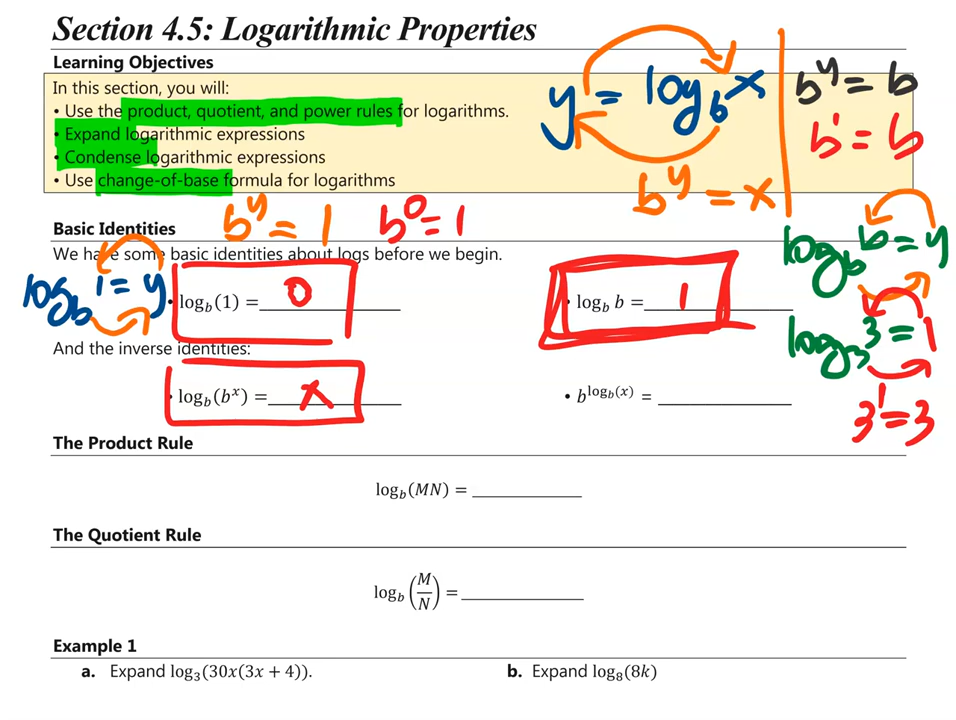 Section 4.5: Logarithmic Properties
Learning Objectives
In this section, you will:
• Use the product, quotient, and power rules for logarithms.
• Expand logarithmic expressions
• Condense logarithmic expressions
• Use change-of-base formula for logarithms
y = log_b x
b^y = x
b^y = b
b^1 = b
b^y = 1
b^0 = 1
Basic Identities
We have some basic identities about logs before we begin.
log_b 1 = y
• log_b(1) = 0
• log_b b = 1
log_b b = y
log_3 3 = 1
3^1 = 3
And the inverse identities:
• log_b(b^x) = x
• b^{log_b(x)} = ____________
The Product Rule
log_b(MN) = ____________
The Quotient Rule
log_b(M/N) = ____________
Example 1
a. Expand log_3(30x(3x + 4)).
b. Expand log_8(8k)